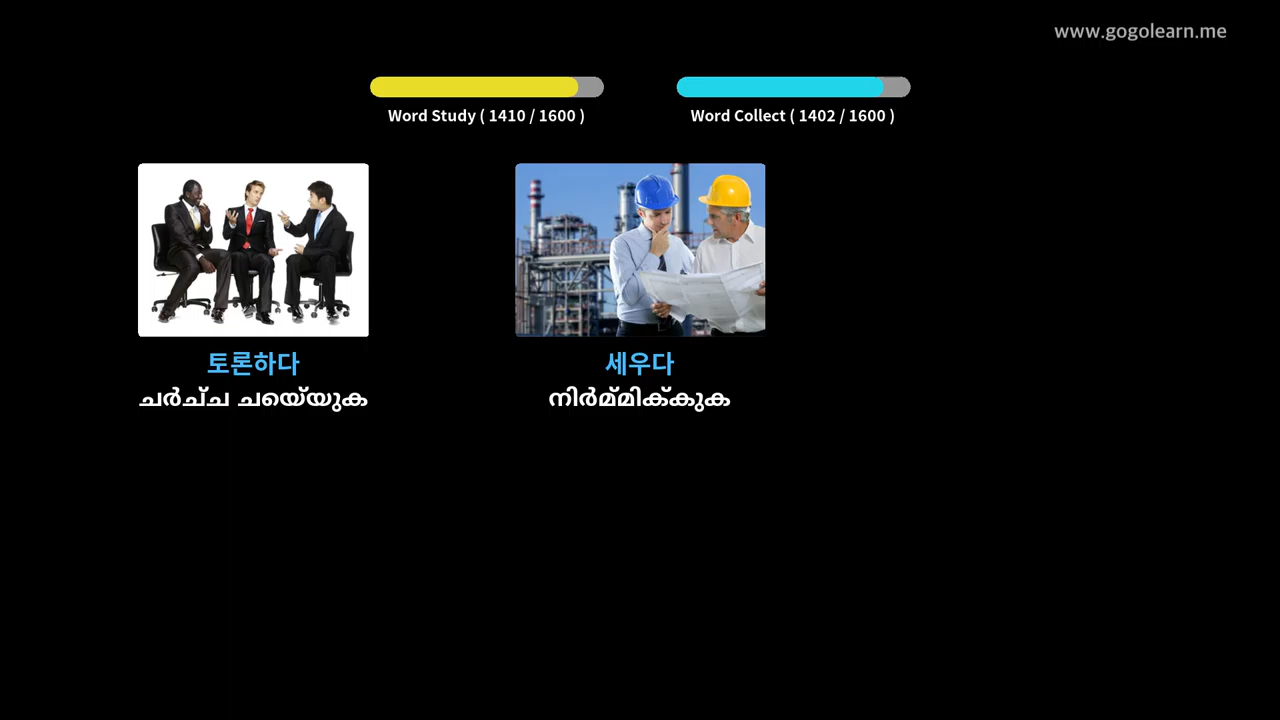 www.gogolearn.me
Word Study ( 1410 / 1600 )
Word Collect ( 1402 / 1600 )
토론하다
ചർച്ച ചയ്യെുക
세우다
നിർമ്മിക്കുക